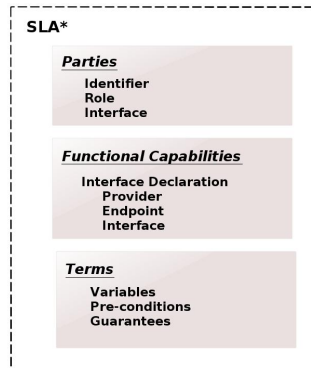 SLA*
Parties
Identifier
Role
Interface
Functional Capabilities
Interface Declaration
Provider
Endpoint
Interface
Terms
Variables
Pre-conditions
Guarantees